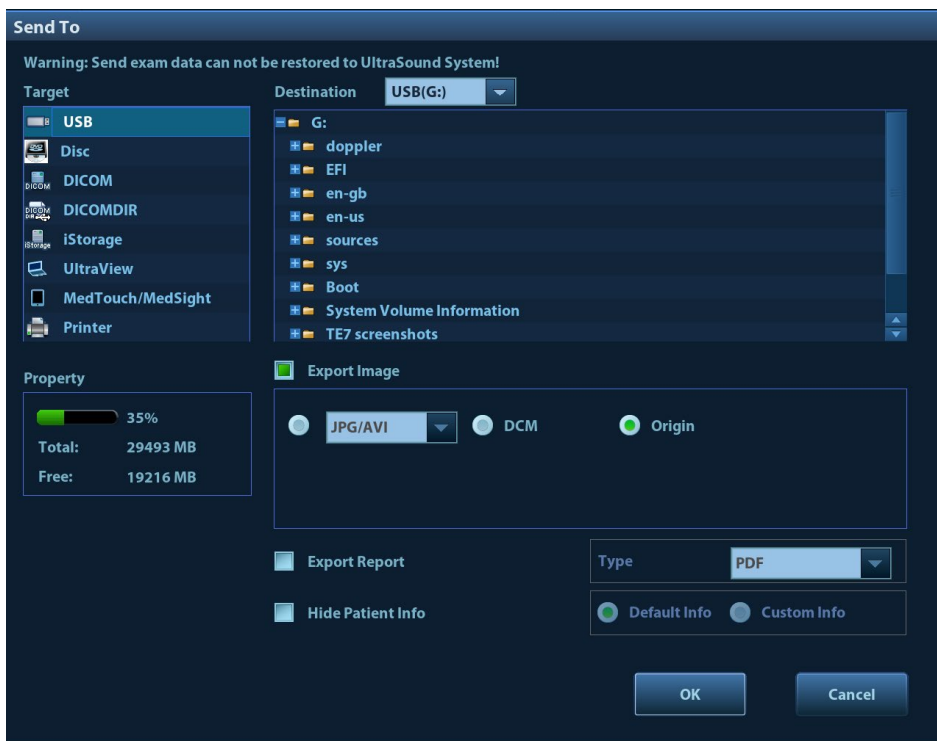 Send To
Warning: Send exam data can not be restored to UltraSound System!
Target
USB
Disc
DICOM
DICOM
DICOMDIR
DICOM
DIR
iStorage
iStorage
UltraView
MedTouch/MedSight
Printer
Destination
USB(G:)
G:
doppler
EFI
en-gb
en-us
sources
sys
Boot
System Volume Information
TE7 screenshots
Property
35%
Total: 29493 MB
Free: 19216 MB
Export Image
JPG/AVI
DCM
Origin
Export Report
Type
PDF
Hide Patient Info
Default Info
Custom Info
OK
Cancel